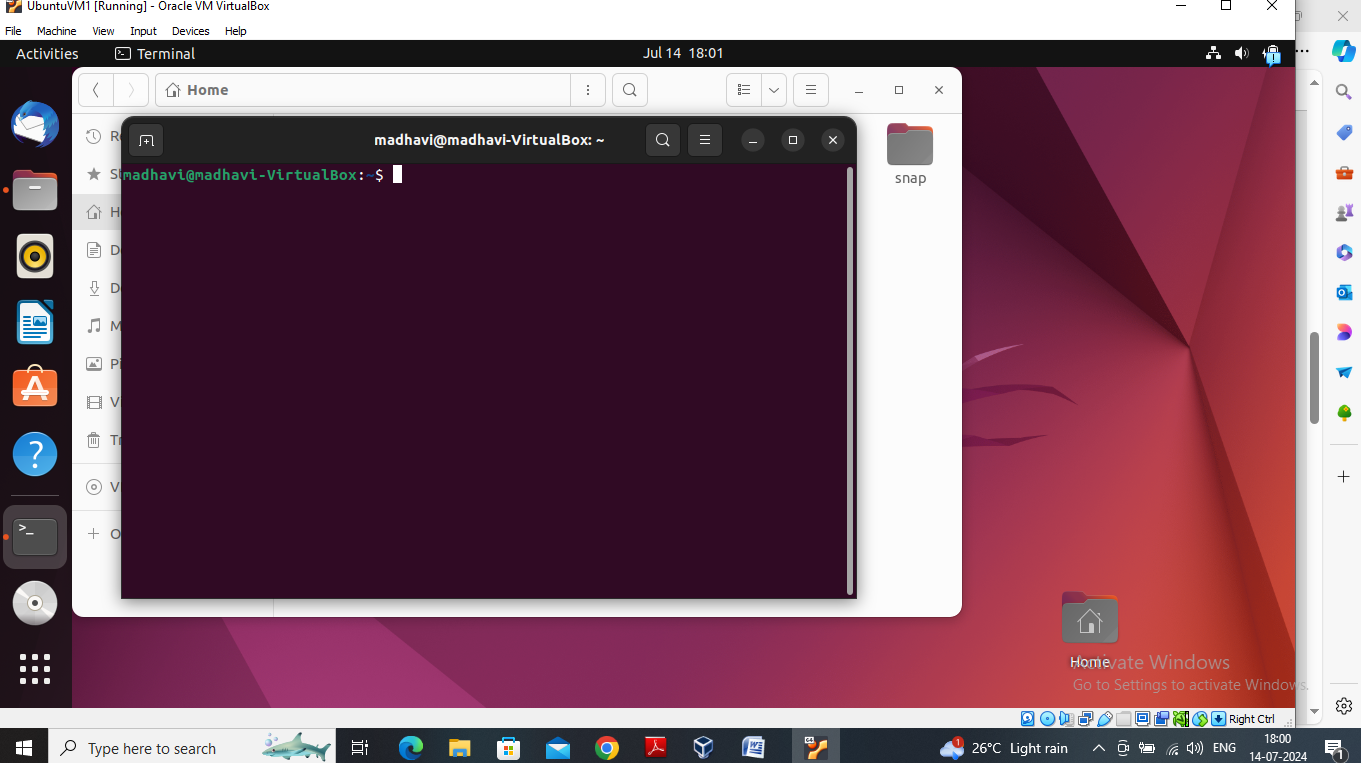 UbuntuVM1 [Running] - Oracle VM VirtualBox
File Machine View Input Devices Help
Activities Terminal Jul 14 18:01
Home
madhavi@madhavi-VirtualBox: ~
madhavi@madhavi-VirtualBox:~$
snap
Home
Activate Windows
Go to Settings to activate Windows.
Right Ctrl
Type here to search
1
26°C Light rain
ENG
18:00
14-07-2024
1